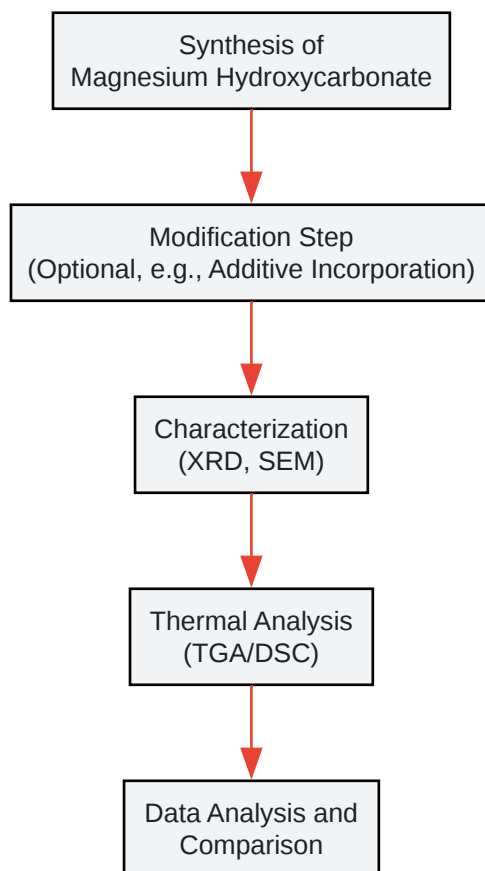 Synthesis of
Magnesium Hydroxycarbonate
Modification Step
(Optional, e.g., Additive Incorporation)
Characterization
(XRD, SEM)
Thermal Analysis
(TGA/DSC)
Data Analysis and
Comparison